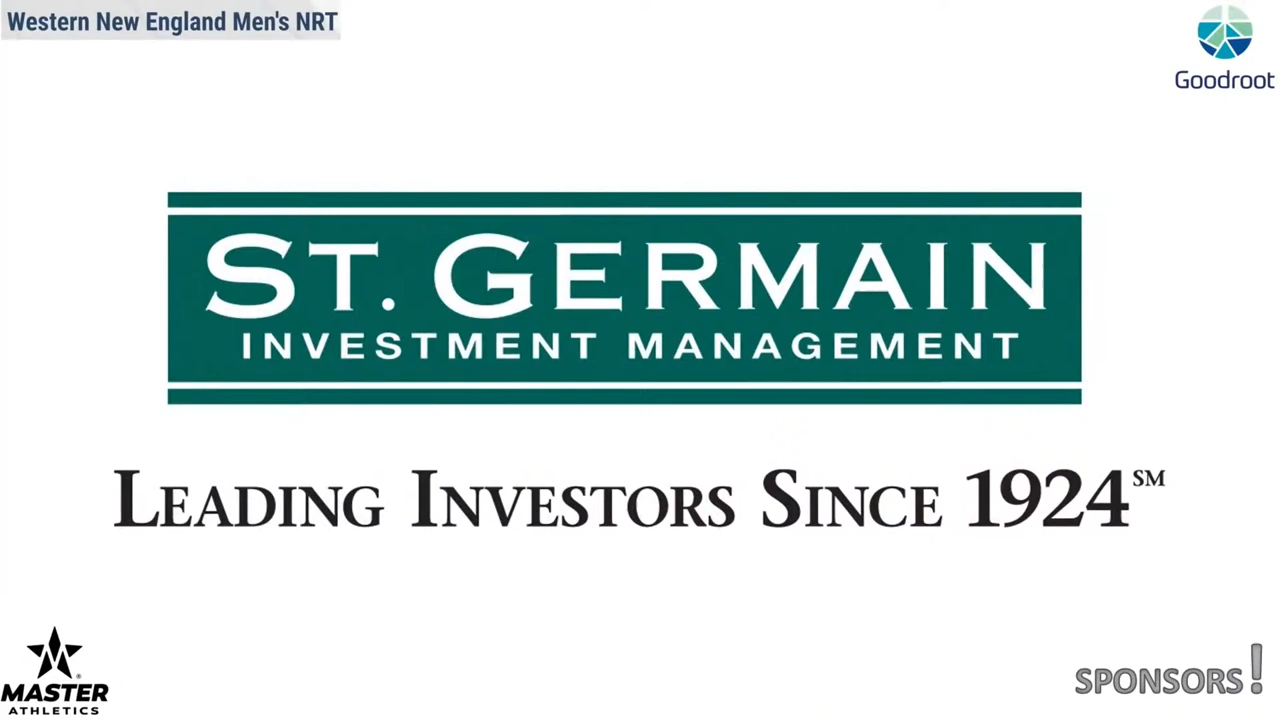 Western New England Men's NRT
Goodroot
ST. GERMAIN
INVESTMENT MANAGEMENT
LEADING INVESTORS SINCE 1924℠
MASTER®
ATHLETICS
SPONSORS!